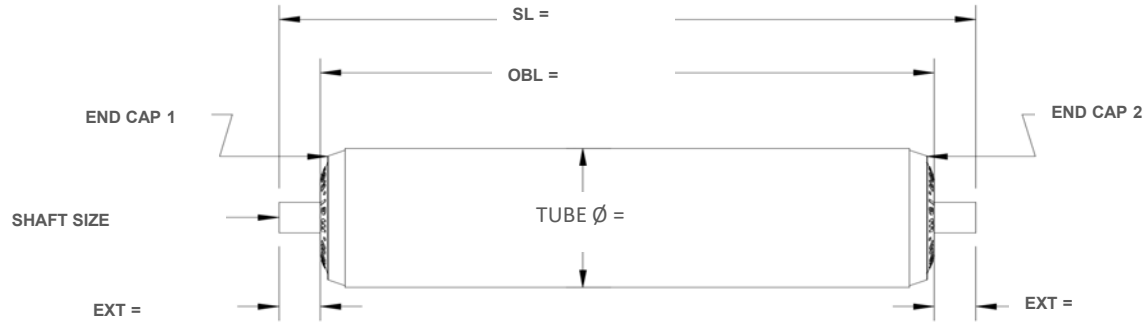 SL =
OBL =
END CAP 1
END CAP 2
SHAFT SIZE
TUBE Ø =
EXT =
EXT =